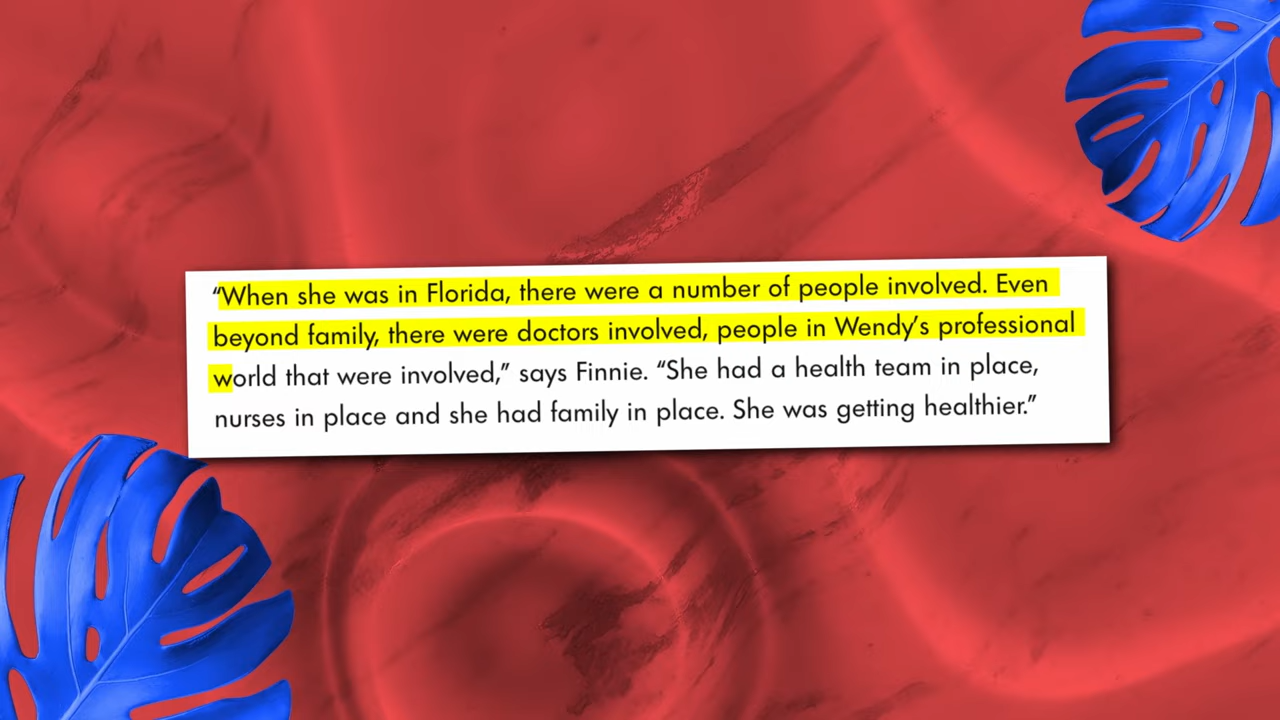 “When she was in Florida, there were a number of people involved. Even
beyond family, there were doctors involved, people in Wendy’s professional
world that were involved,” says Finnie. “She had a health team in place,
nurses in place and she had family in place. She was getting healthier.”